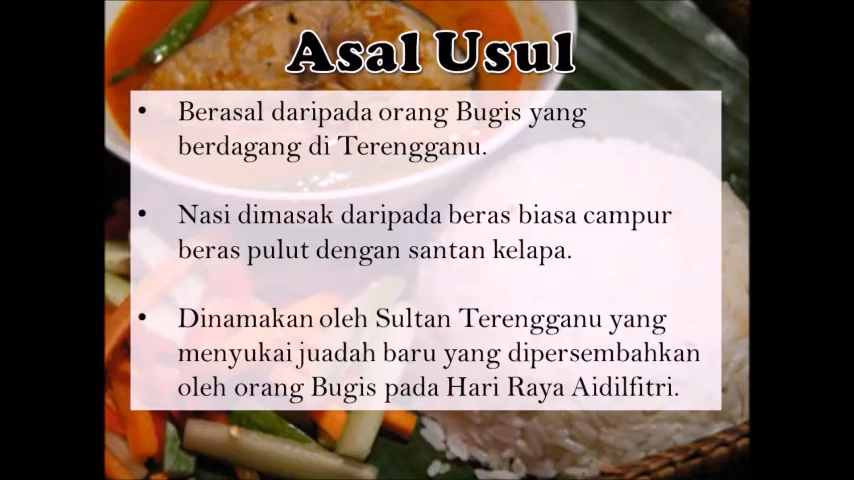 Asal Usul
• Berasal daripada orang Bugis yang
berdagang di Terengganu.
• Nasi dimasak daripada beras biasa campur
beras pulut dengan santan kelapa.
• Dinamakan oleh Sultan Terengganu yang
menyukai juadah baru yang dipersembahkan
oleh orang Bugis pada Hari Raya Aidilfitri.